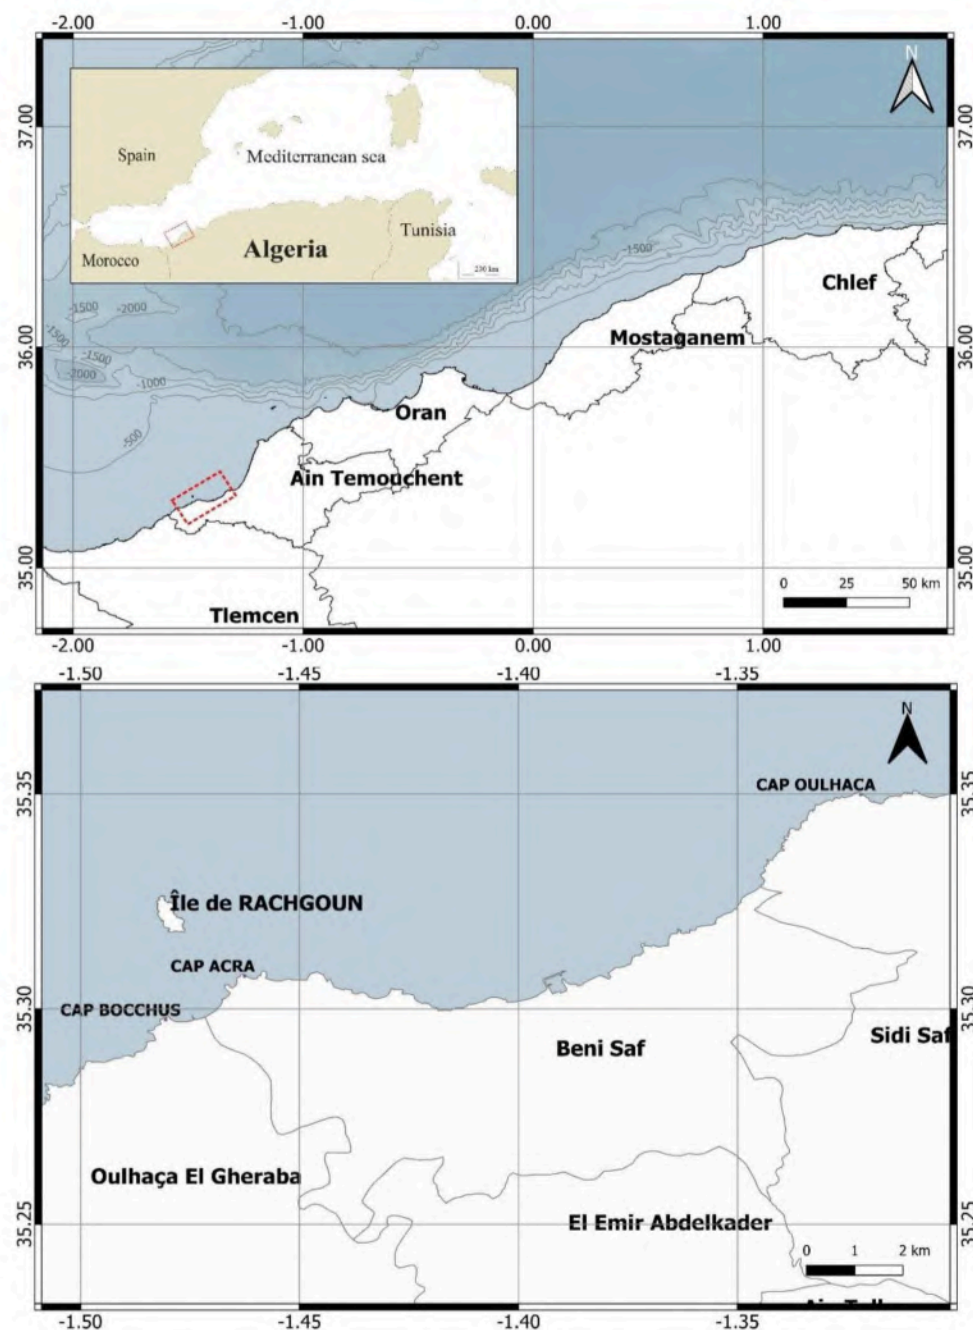 -2.00 -1.00 0.00 1.00
N
37.00 37.00
Spain
Mediterranean sea
Algeria
Tunisia
Morocco
230 km
-1500
Chlef
-1500 -2000
-1500
Mostaganem
36.00 36.00
-1500
-2000
-1000
Oran
-500
Ain Temouchent
35.00 35.00
0 25 50 km
Tlemcen
-2.00 -1.00 0.00 1.00
-1.50 -1.45 -1.40 -1.35
N
CAP OULHACA
35.35 35.35
Île de RACHGOUN
CAP ACRA
CAP BOCCHUS
35.30 35.30
Sidi Saf
Beni Saf
Oulhaça El Gheraba
El Emir Abdelkader
35.25 35.25
0 1 2 km
-1.50 -1.45 -1.40 -1.35